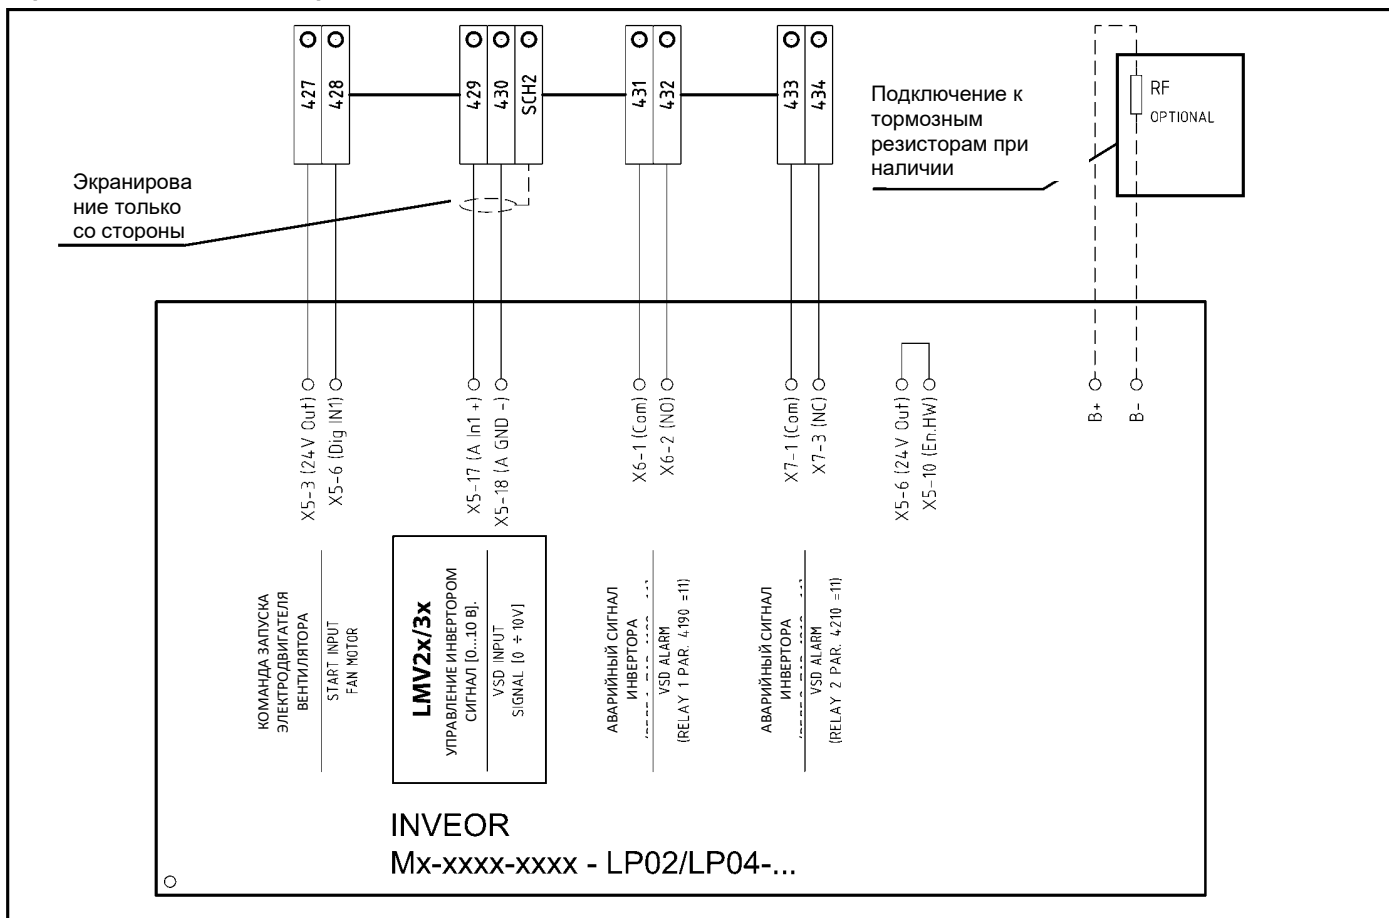 427
428
429
430
SCH2
431
432
433
434
RF
OPTIONAL
Подключение к
тормозным
резисторам при
наличии
Экранирова
ние только
со стороны
X5-3 (24V Out)
X5-6 (Dig IN1)
X5-17 (A In1 +)
X5-18 (A GND -)
X6-1 (Com)
X6-2 (NO)
X7-1 (Com)
X7-3 (NC)
X5-6 (24V Out)
X5-10 (En.HW)
B+
B-
КОМАНДА ЗАПУСКА
ЭЛЕКТРОДВИГАТЕЛЯ
ВЕНТИЛЯТОРА
START INPUT
FAN MOTOR
LMV2x/3x
УПРАВЛЕНИЕ ИНВЕРТОРОМ
СИГНАЛ [0...10 В].
VSD INPUT
SIGNAL [0 ÷ 10V]
АВАРИЙНЫЙ СИГНАЛ
ИНВЕРТОРА
VSD ALARM
(RELAY 1 PAR. 4190 =11)
АВАРИЙНЫЙ СИГНАЛ
ИНВЕРТОРА
VSD ALARM
(RELAY 2 PAR. 4210 =11)
INVEOR
Mx-xxxx-xxxx - LP02/LP04-...